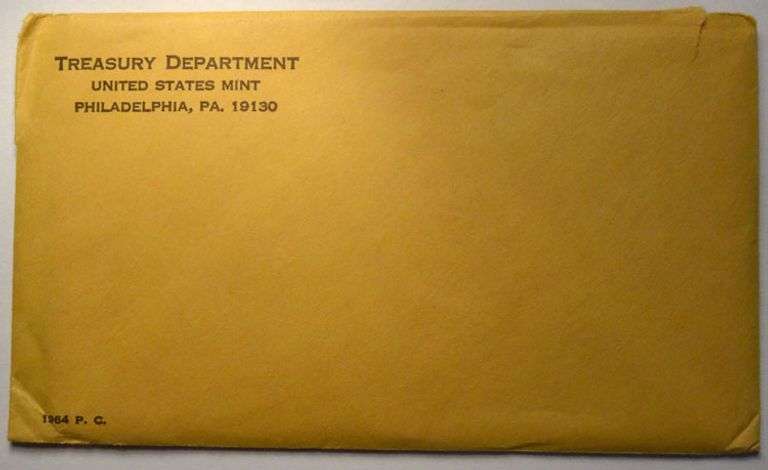 TREASURY DEPARTMENT
UNITED STATES MINT
PHILADELPHIA, PA. 19130
1964 P. C.